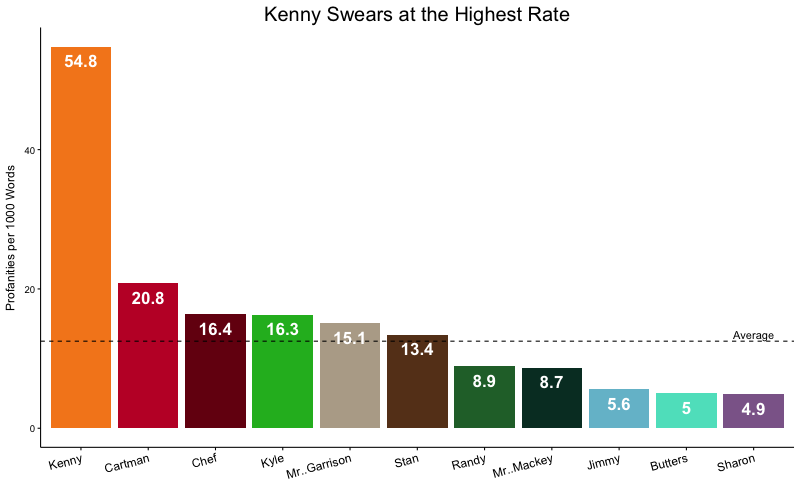 Kenny Swears at the Highest Rate
Profanities per 1000 Words
40
20
0
54.8
20.8
16.4
16.3
15.1
13.4
8.9
8.7
5.6
5
4.9
Average
Kenny
Cartman
Chef
Kyle
Mr..Garrison
Stan
Randy
Mr..Mackey
Jimmy
Butters
Sharon